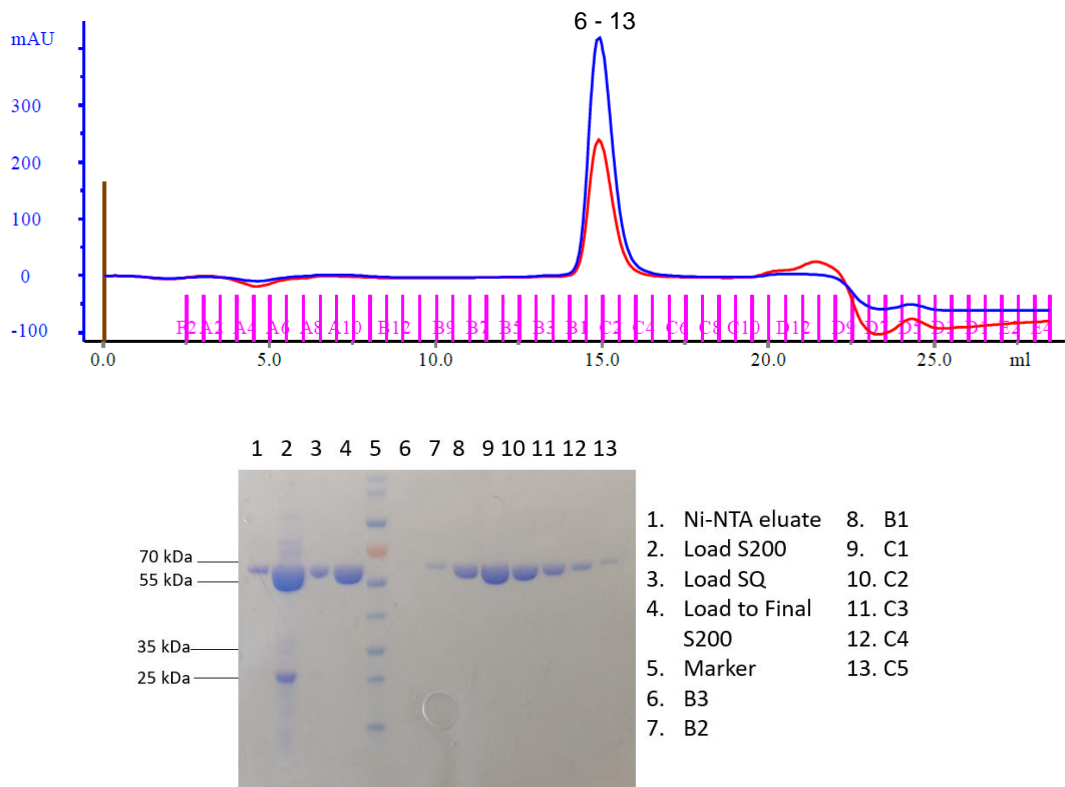 6 - 13
mAU
300
200
100
0
-100
F2 A2 A4 A6 A8 A10 B12 B9 B7 B5 B3 B1 C2 C4 C6 C8 C10 D12 D9 D7 D5 D3 D1 E2 E4
0.0 5.0 10.0 15.0 20.0 25.0 ml
1 2 3 4 5 6 7 8 9 10 11 12 13
70 kDa
55 kDa
35 kDa
25 kDa
1. Ni-NTA eluate
2. Load S200
3. Load SQ
4. Load to Final
S200
5. Marker
6. B3
7. B2
8. B1
9. C1
10. C2
11. C3
12. C4
13. C5